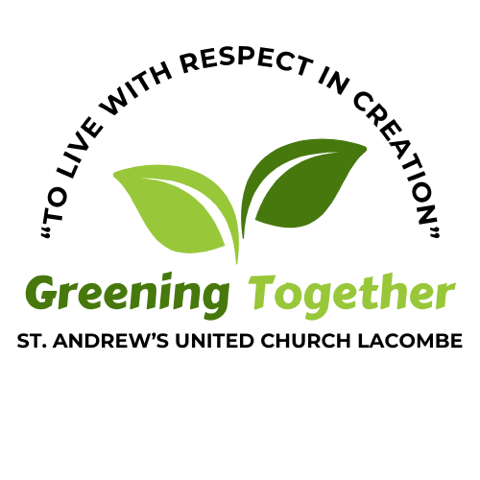 “TO LIVE WITH RESPECT IN CREATION”
Greening Together
ST. ANDREW’S UNITED CHURCH LACOMBE